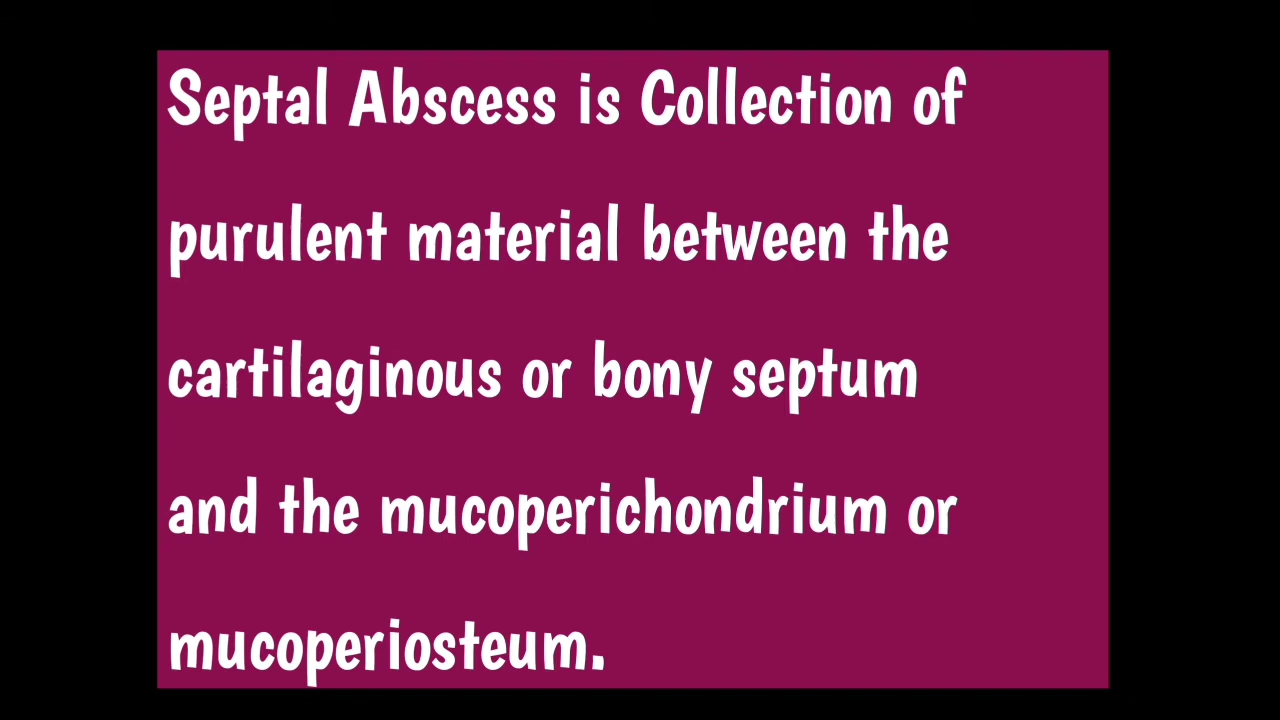 Septal Abscess is Collection of
purulent material between the
cartilaginous or bony septum
and the mucoperichondrium or
mucoperiosteum.